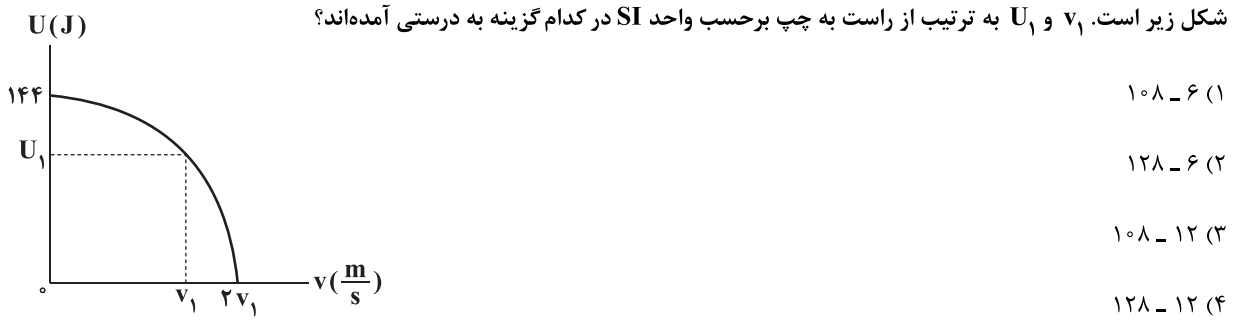 شکل زیر است. v₁ و U₁ به ترتیب از راست به چپ برحسب واحد SI در کدام گزینه به درستی آمده‌اند؟
۱) ۶ – ۱۰۸
۲) ۶ – ۱۲۸
۳) ۱۲ – ۱۰۸
۴) ۱۲ – ۱۲۸
U(J)
۱۴۴
U₁
۰
v₁
۲v₁
v(m/s)